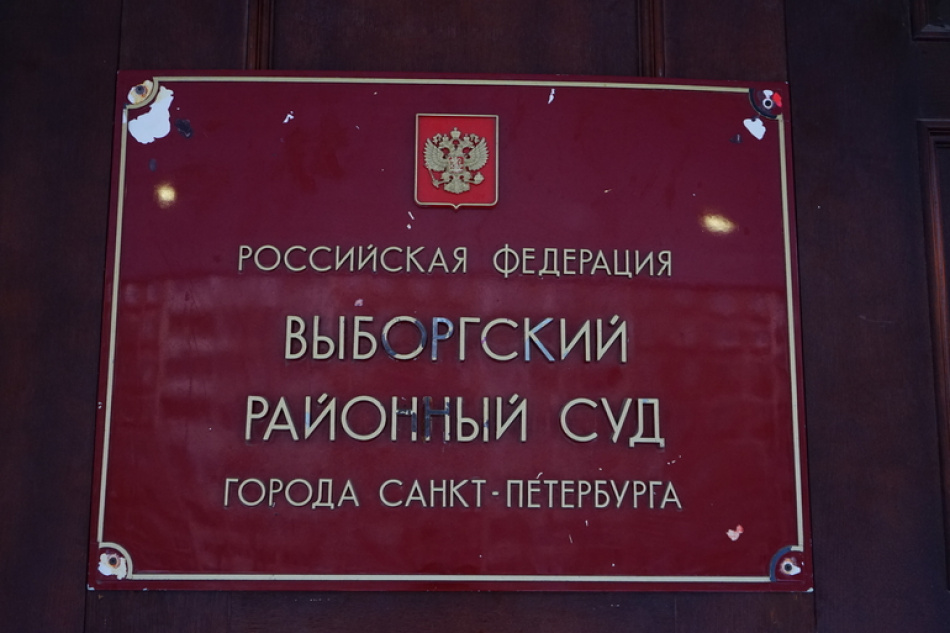 РОССИЙСКАЯ ФЕДЕРАЦИЯ
ВЫБОРГСКИЙ
РАЙОННЫЙ СУД
ГОРОДА САНКТ-ПЕТЕРБУРГА